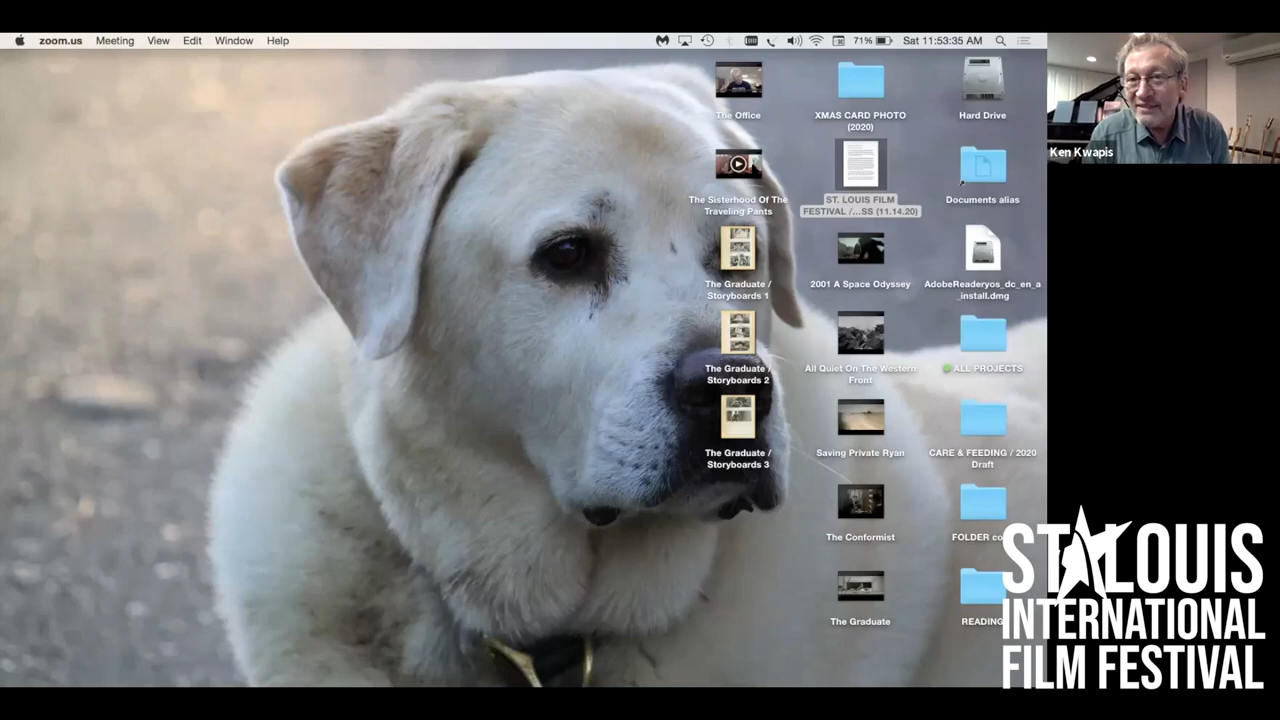 zoom.us Meeting View Edit Window Help 71% Sat 11:53:35 AM
The Office
XMAS CARD PHOTO
(2020)
Hard Drive
The Sisterhood Of The
Traveling Pants
ST. LOUIS FILM
FESTIVAL /...SS (11.14.20)
Documents alias
The Graduate /
Storyboards 1
2001 A Space Odyssey
AdobeReaderyos_dc_en_a
_install.dmg
The Graduate /
Storyboards 2
All Quiet On The Western
Front
ALL PROJECTS
The Graduate /
Storyboards 3
Saving Private Ryan
CARE & FEEDING / 2020
Draft
The Conformist
FOLDER co
The Graduate
READING
Ken Kwapis
ST. LOUIS
INTERNATIONAL
FILM FESTIVAL